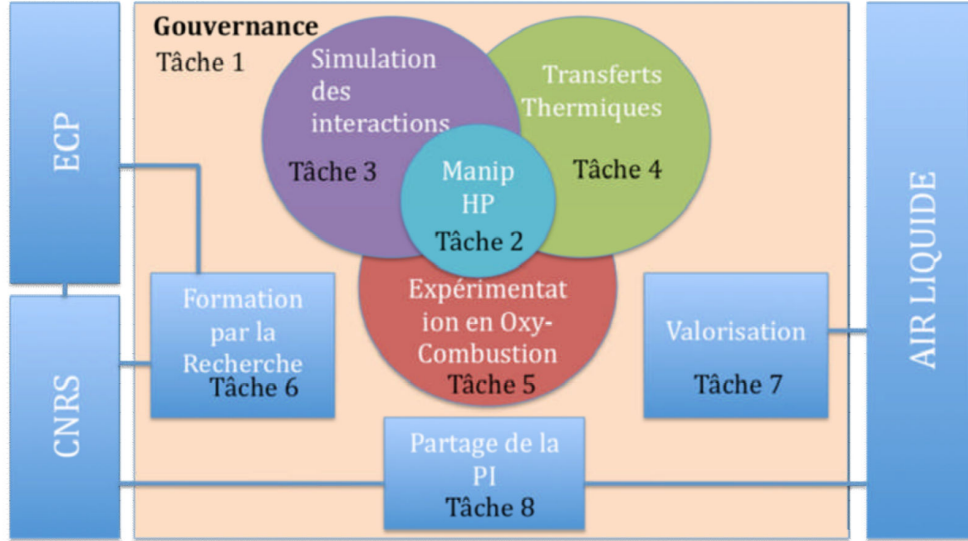 Gouvernance
Tâche 1
ECP
CNRS
Simulation
des
interactions
Tâche 3
Transferts
Thermiques
Tâche 4
Manip
HP
Tâche 2
Expérimentat
ion en Oxy-
Combustion
Tâche 5
Formation
par la
Recherche
Tâche 6
Valorisation
Tâche 7
Partage de la
PI
Tâche 8
AIR LIQUIDE